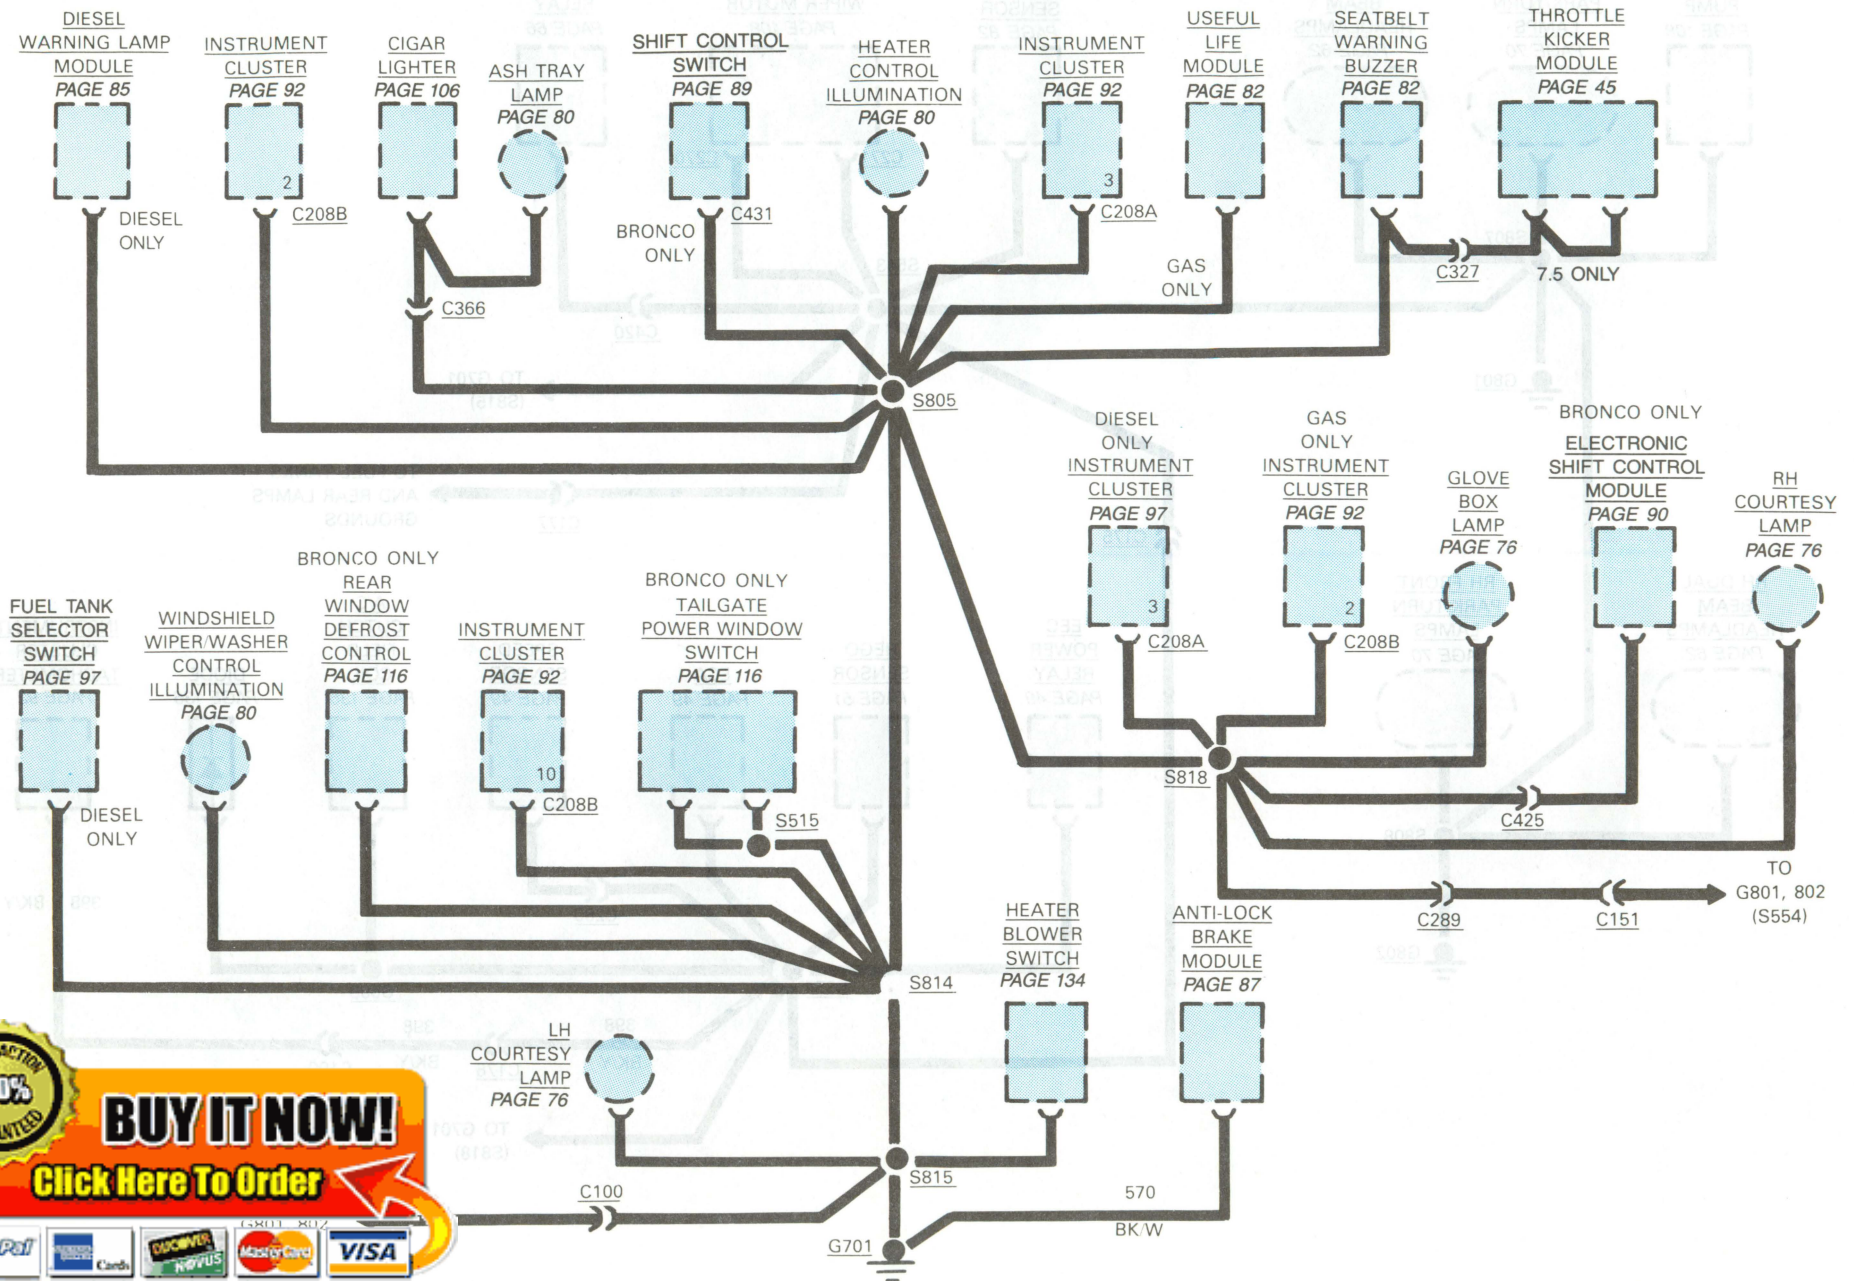 DIESEL
WARNING LAMP
MODULE
PAGE 85
INSTRUMENT
CLUSTER
PAGE 92
CIGAR
LIGHTER
PAGE 106
ASH TRAY
LAMP
PAGE 80
SHIFT CONTROL
SWITCH
PAGE 89
HEATER
CONTROL
ILLUMINATION
PAGE 80
INSTRUMENT
CLUSTER
PAGE 92
USEFUL
LIFE
MODULE
PAGE 82
SEATBELT
WARNING
BUZZER
PAGE 82
THROTTLE
KICKER
MODULE
PAGE 45
2
3
DIESEL
ONLY
C208B
C366
BRONCO
ONLY
C431
C208A
GAS
ONLY
C327
7.5 ONLY
S805
DIESEL
ONLY
INSTRUMENT
CLUSTER
PAGE 97
GAS
ONLY
INSTRUMENT
CLUSTER
PAGE 92
GLOVE
BOX
LAMP
PAGE 76
BRONCO ONLY
ELECTRONIC
SHIFT CONTROL
MODULE
PAGE 90
RH
COURTESY
LAMP
PAGE 76
3
C208A
2
C208B
FUEL TANK
SELECTOR
SWITCH
PAGE 97
WINDSHIELD
WIPER/WASHER
CONTROL
ILLUMINATION
PAGE 80
BRONCO ONLY
REAR
WINDOW
DEFROST
CONTROL
PAGE 116
INSTRUMENT
CLUSTER
PAGE 92
BRONCO ONLY
TAILGATE
POWER WINDOW
SWITCH
PAGE 116
DIESEL
ONLY
10
C208B
S515
S818
C425
C289
C151
TO
G801, 802
(S554)
S814
HEATER
BLOWER
SWITCH
PAGE 134
ANTI-LOCK
BRAKE
MODULE
PAGE 87
LH
COURTESY
LAMP
PAGE 76
S815
C100
G801, 802
570
BK/W
G701
BUY IT NOW!
Click Here To Order
Pal
Cards
DISCOVER
NOVUS
MasterCard
VISA